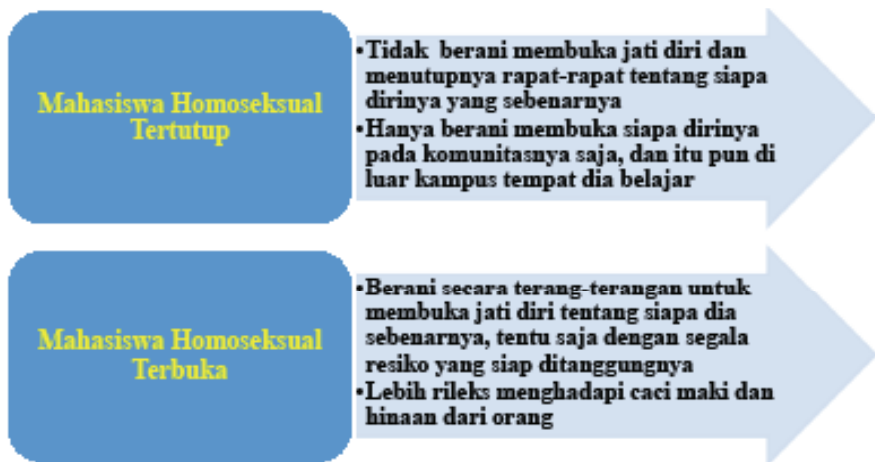 Mahasiswa Homoseksual
Tertutup
•Tidak berani membuka jati diri dan
menutupnya rapat-rapat tentang siapa
dirinya yang sebenarnya
•Hanya berani membuka siapa dirinya
pada komunitasnya saja, dan itu pun di
luar kampus tempat dia belajar
Mahasiswa Homoseksual
Terbuka
•Berani secara terang-terangan untuk
membuka jati diri tentang siapa dia
sebenarnya, tentu saja dengan segala
resiko yang siap ditanggungnya
•Lebih rileks menghadapi caci maki dan
hinaan dari orang